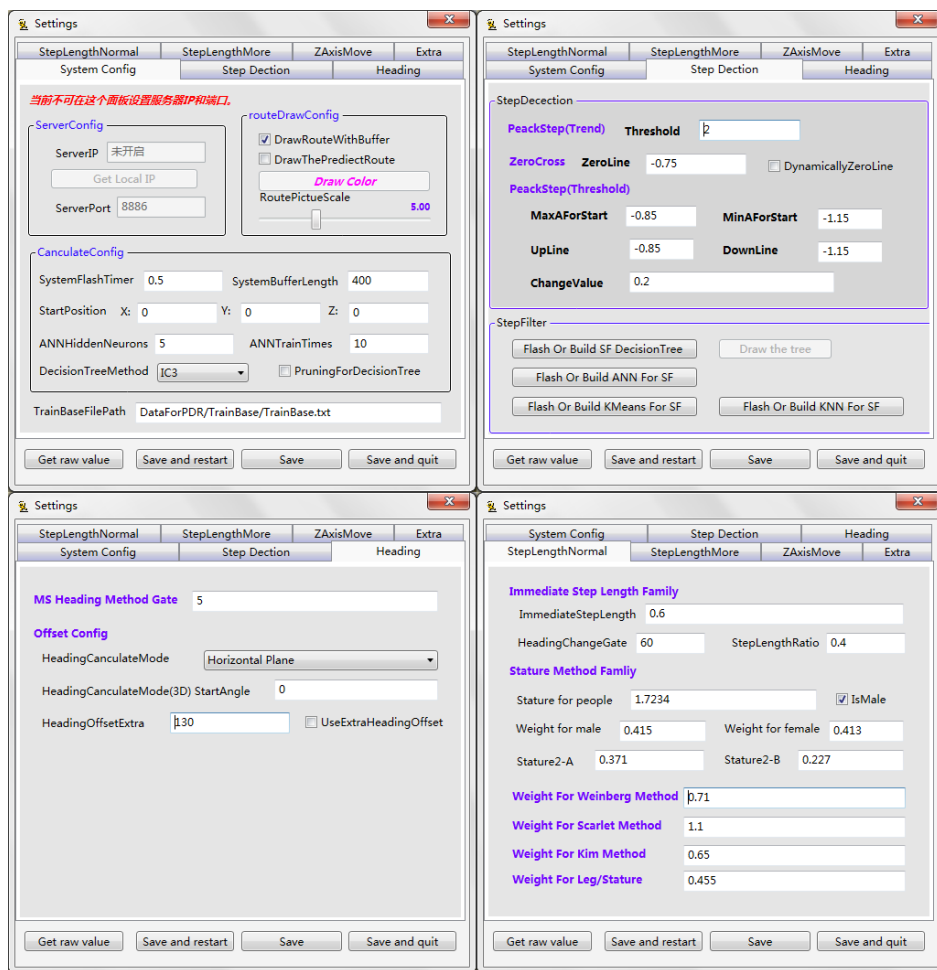 Settings
StepLengthNormal StepLengthMore ZAxisMove Extra
System Config Step Dection Heading
当前不可在这个面板设置服务器IP和端口。
ServerConfig
ServerIP 未开启
Get Local IP
ServerPort 8886
routeDrawConfig
DrawRouteWithBuffer
DrawThePrediectRoute
Draw Color
RoutePictueScale 5.00
CanculateConfig
SystemFlashTimer 0.5 SystemBufferLength 400
StartPosition X: 0 Y: 0 Z: 0
ANNHiddenNeurons 5 ANNTrainTimes 10
DecisionTreeMethod IC3 PruningForDecisionTree
TrainBaseFilePath DataForPDR/TrainBase/TrainBase.txt
Get raw value Save and restart Save Save and quit
Settings
StepLengthNormal StepLengthMore ZAxisMove Extra
System Config Step Dection Heading
StepDecection
PeackStep(Trend) Threshold 2
ZeroCross ZeroLine -0.75 DynamicallyZeroLine
PeackStep(Threshold)
MaxAForStart -0.85 MinAForStart -1.15
UpLine -0.85 DownLine -1.15
ChangeValue 0.2
StepFilter
Flash Or Build SF DecisionTree Draw the tree
Flash Or Build ANN For SF
Flash Or Build KMeans For SF Flash Or Build KNN For SF
Get raw value Save and restart Save Save and quit
Settings
StepLengthNormal StepLengthMore ZAxisMove Extra
System Config Step Dection Heading
MS Heading Method Gate 5
Offset Config
HeadingCanculateMode Horizontal Plane
HeadingCanculateMode(3D) StartAngle 0
HeadingOffsetExtra 130 UseExtraHeadingOffset
Get raw value Save and restart Save Save and quit
Settings
System Config Step Dection Heading
StepLengthNormal StepLengthMore ZAxisMove Extra
Immediate Step Length Family
ImmediateStepLength 0.6
HeadingChangeGate 60 StepLengthRatio 0.4
Stature Method Famliy
Stature for people 1.7234 IsMale
Weight for male 0.415 Weight for female 0.413
Stature2-A 0.371 Stature2-B 0.227
Weight For Weinberg Method 0.71
Weight For Scarlet Method 1.1
Weight For Kim Method 0.65
Weight For Leg/Stature 0.455
Get raw value Save and restart Save Save and quit